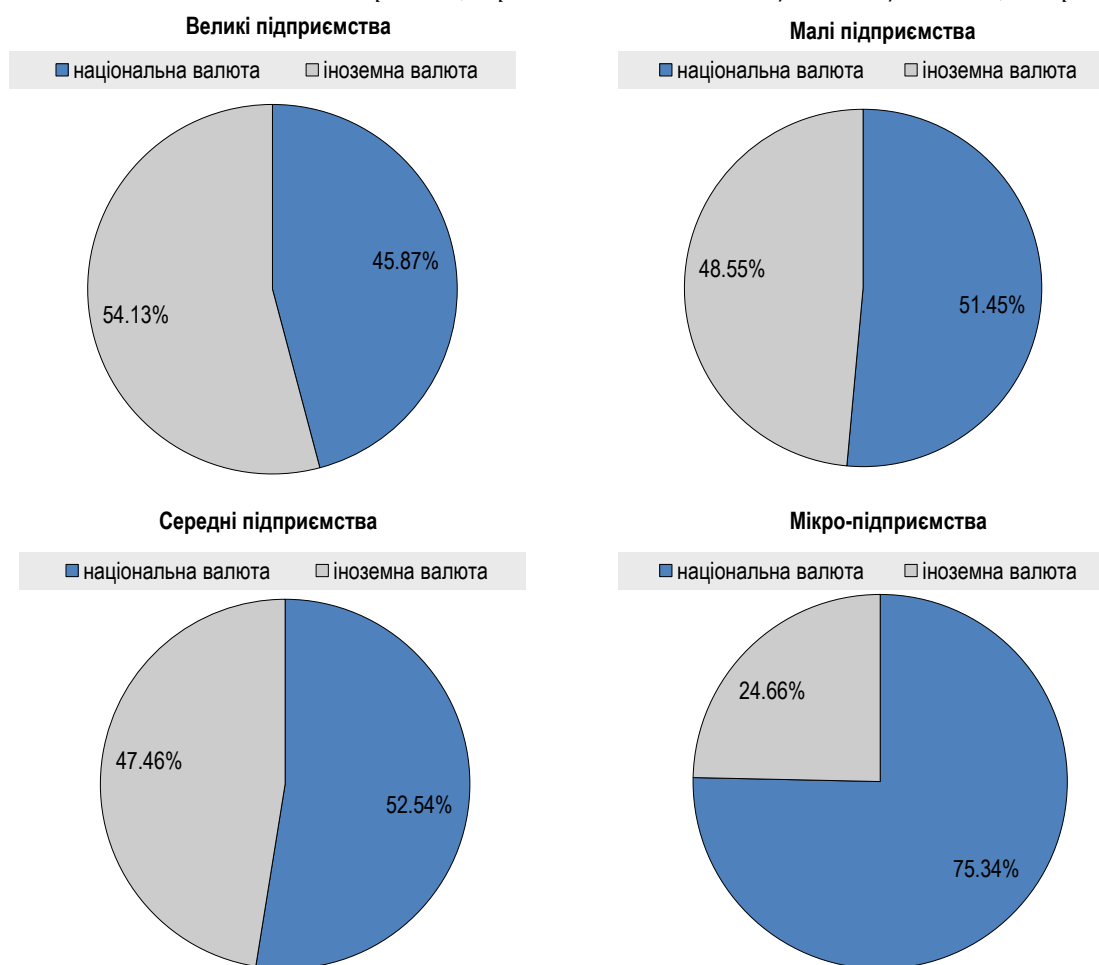 Великі підприємства
національна валюта іноземна валюта
45.87%
54.13%
Малі підприємства
національна валюта іноземна валюта
48.55%
51.45%
Середні підприємства
національна валюта іноземна валюта
47.46%
52.54%
Мікро-підприємства
національна валюта іноземна валюта
24.66%
75.34%